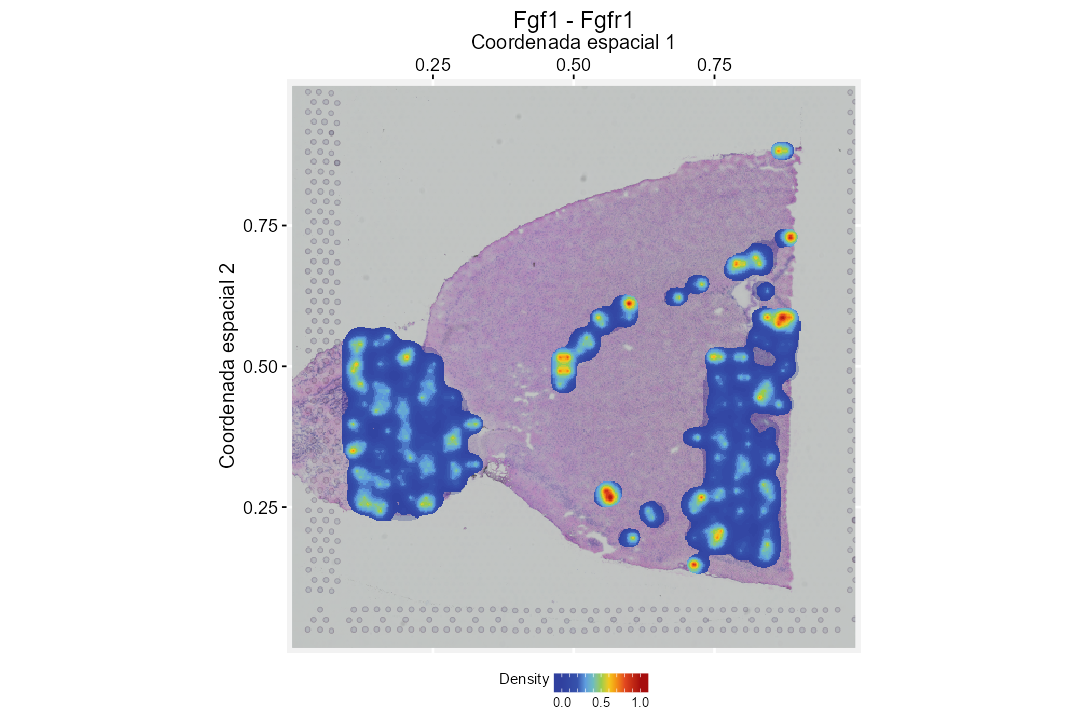 Fgf1 - Fgfr1
Coordenada espacial 1
0.25 0.50 0.75
Coordenada espacial 2
0.75
0.50
0.25
Density
0.0 0.5 1.0